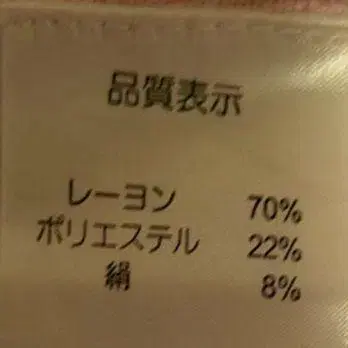 品質表示
レーヨン 70%
ポリエステル 22%
絹 8%